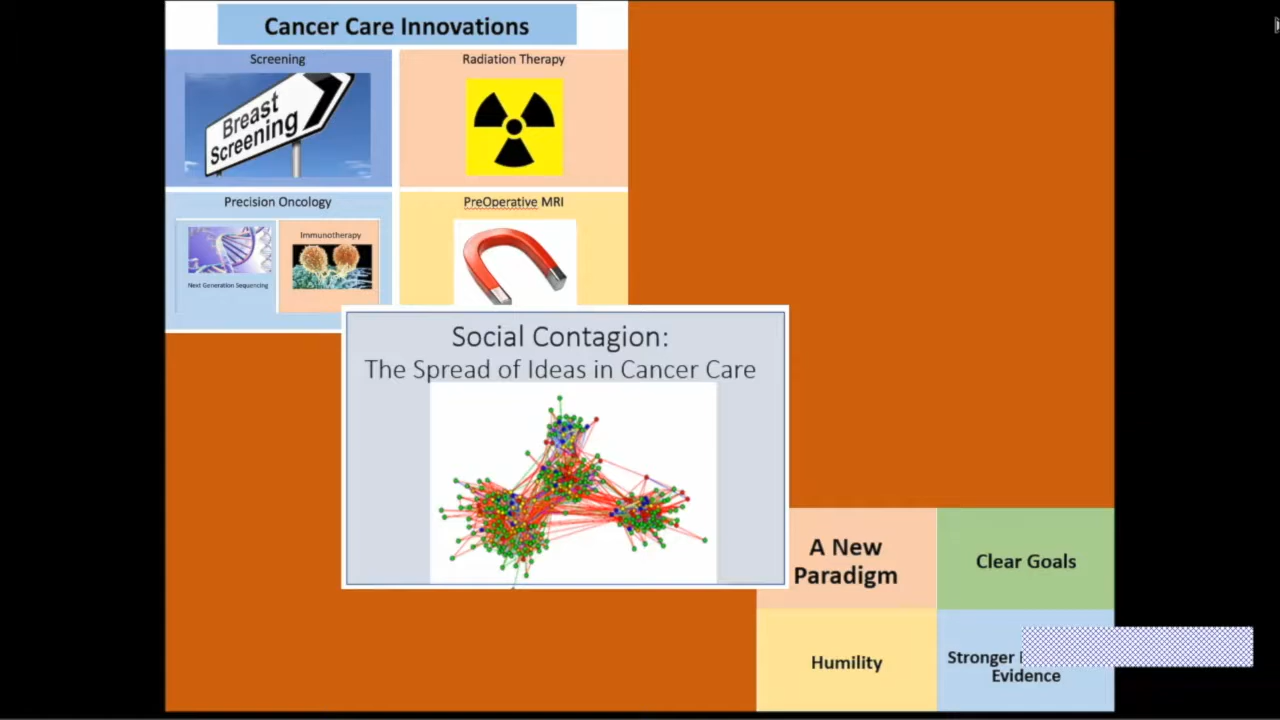 Cancer Care Innovations
Screening
Breast
Screening
Radiation Therapy
Precision Oncology
Next Generation Sequencing
Immunotherapy
PreOperative MRI
Social Contagion:
The Spread of Ideas in Cancer Care
A New
Paradigm
Clear Goals
Humility
Stronger
Evidence